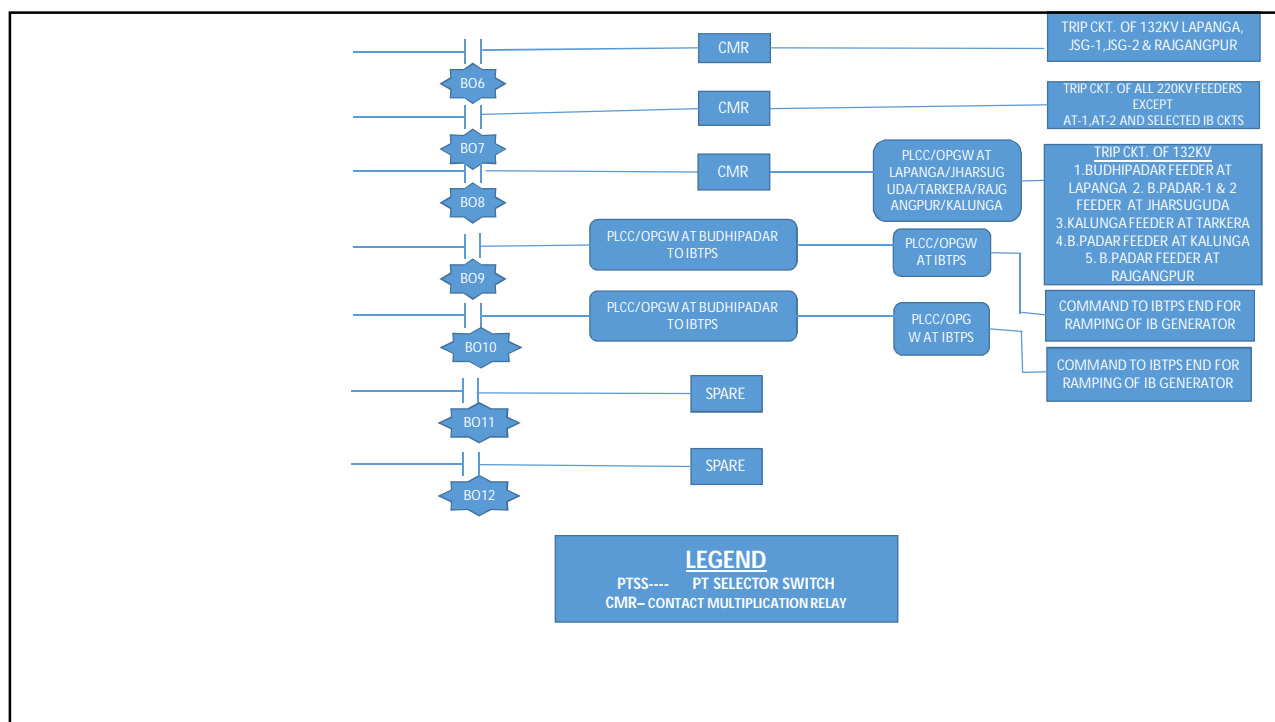 TRIP CKT. OF 132KV LAPANGA,
JSG-1,JSG-2 & RAJGANGPUR
CMR
BO6
TRIP CKT. OF ALL 220KV FEEDERS
EXCEPT
AT-1,AT-2 AND SELECTED IB CKTS
CMR
BO7
CMR
PLCC/OPGW AT
LAPANGA/JHARSUG
UDA/TARKERA/RAJG
ANGPUR/KALUNGA
TRIP CKT. OF 132KV
1.BUDHIPADAR FEEDER AT
LAPANGA 2. B.PADAR-1 & 2
FEEDER AT JHARSUGUDA
3.KALUNGA FEEDER AT TARKERA
4.B.PADAR FEEDER AT KALUNGA
5. B.PADAR FEEDER AT
RAJGANGPUR
BO8
PLCC/OPGW AT BUDHIPADAR
TO IBTPS
PLCC/OPGW
AT IBTPS
BO9
COMMAND TO IBTPS END FOR
RAMPING OF IB GENERATOR
PLCC/OPGW AT BUDHIPADAR
TO IBTPS
PLCC/OPG
W AT IBTPS
BO10
COMMAND TO IBTPS END FOR
RAMPING OF IB GENERATOR
SPARE
BO11
SPARE
BO12
LEGEND
PTSS---- PT SELECTOR SWITCH
CMR– CONTACT MULTIPLICATION RELAY